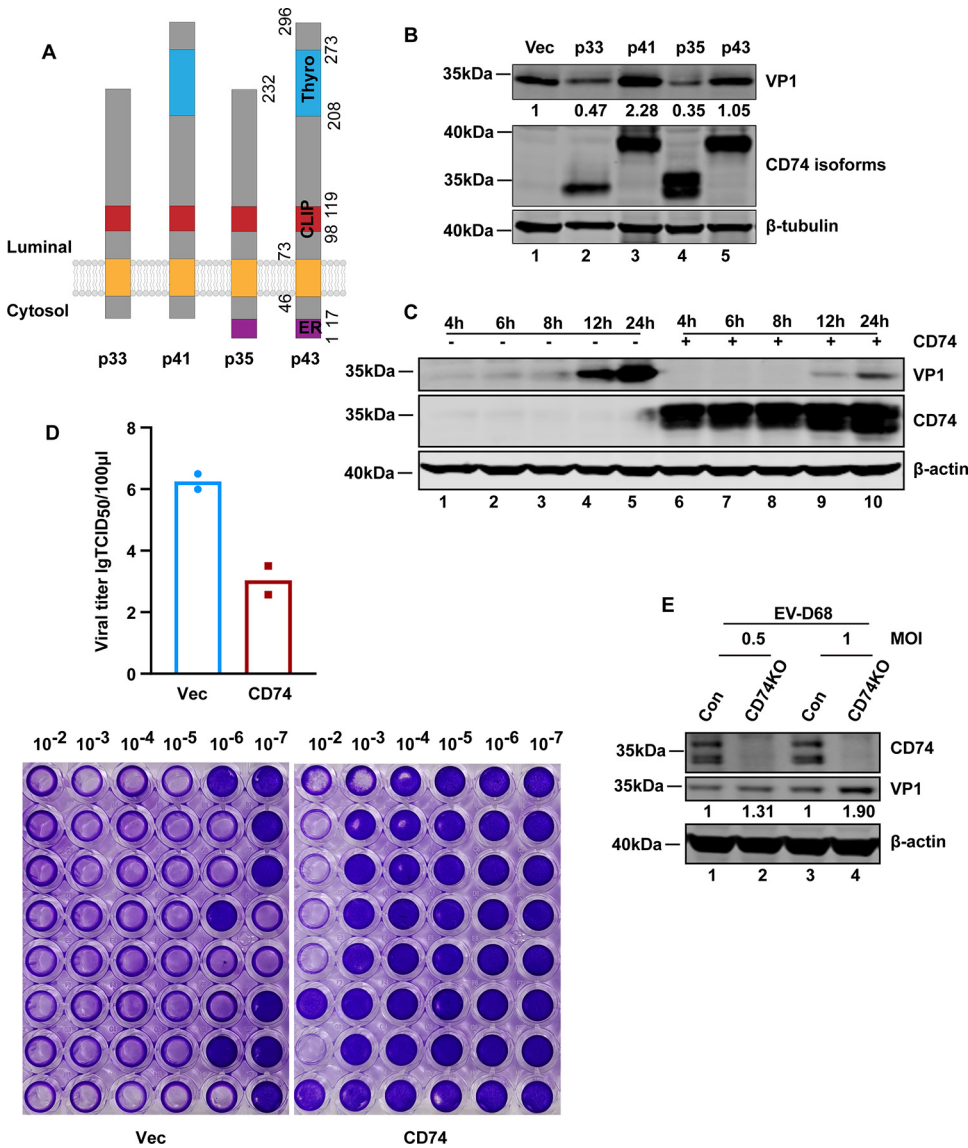 A
296
273
Thyro
208
232
119
CLIP
98
73
Luminal
46
Cytosol
17
ER
1
p33 p41 p35 p43
B
Vec p33 p41 p35 p43
35kDa VP1
1 0.47 2.28 0.35 1.05
40kDa
CD74 isoforms
35kDa
40kDa β-tubulin
1 2 3 4 5
C
4h 6h 8h 12h 24h 4h 6h 8h 12h 24h
- - - - - + + + + + CD74
35kDa VP1
35kDa CD74
40kDa β-actin
1 2 3 4 5 6 7 8 9 10
D
Viral titer lgTCID50/100μl
8
6
4
2
0
Vec CD74
10-2 10-3 10-4 10-5 10-6 10-7 10-2 10-3 10-4 10-5 10-6 10-7
Vec CD74
E
EV-D68
0.5 1 MOI
Con CD74KO Con CD74KO
35kDa CD74
35kDa VP1
1 1.31 1 1.90
40kDa β-actin
1 2 3 4